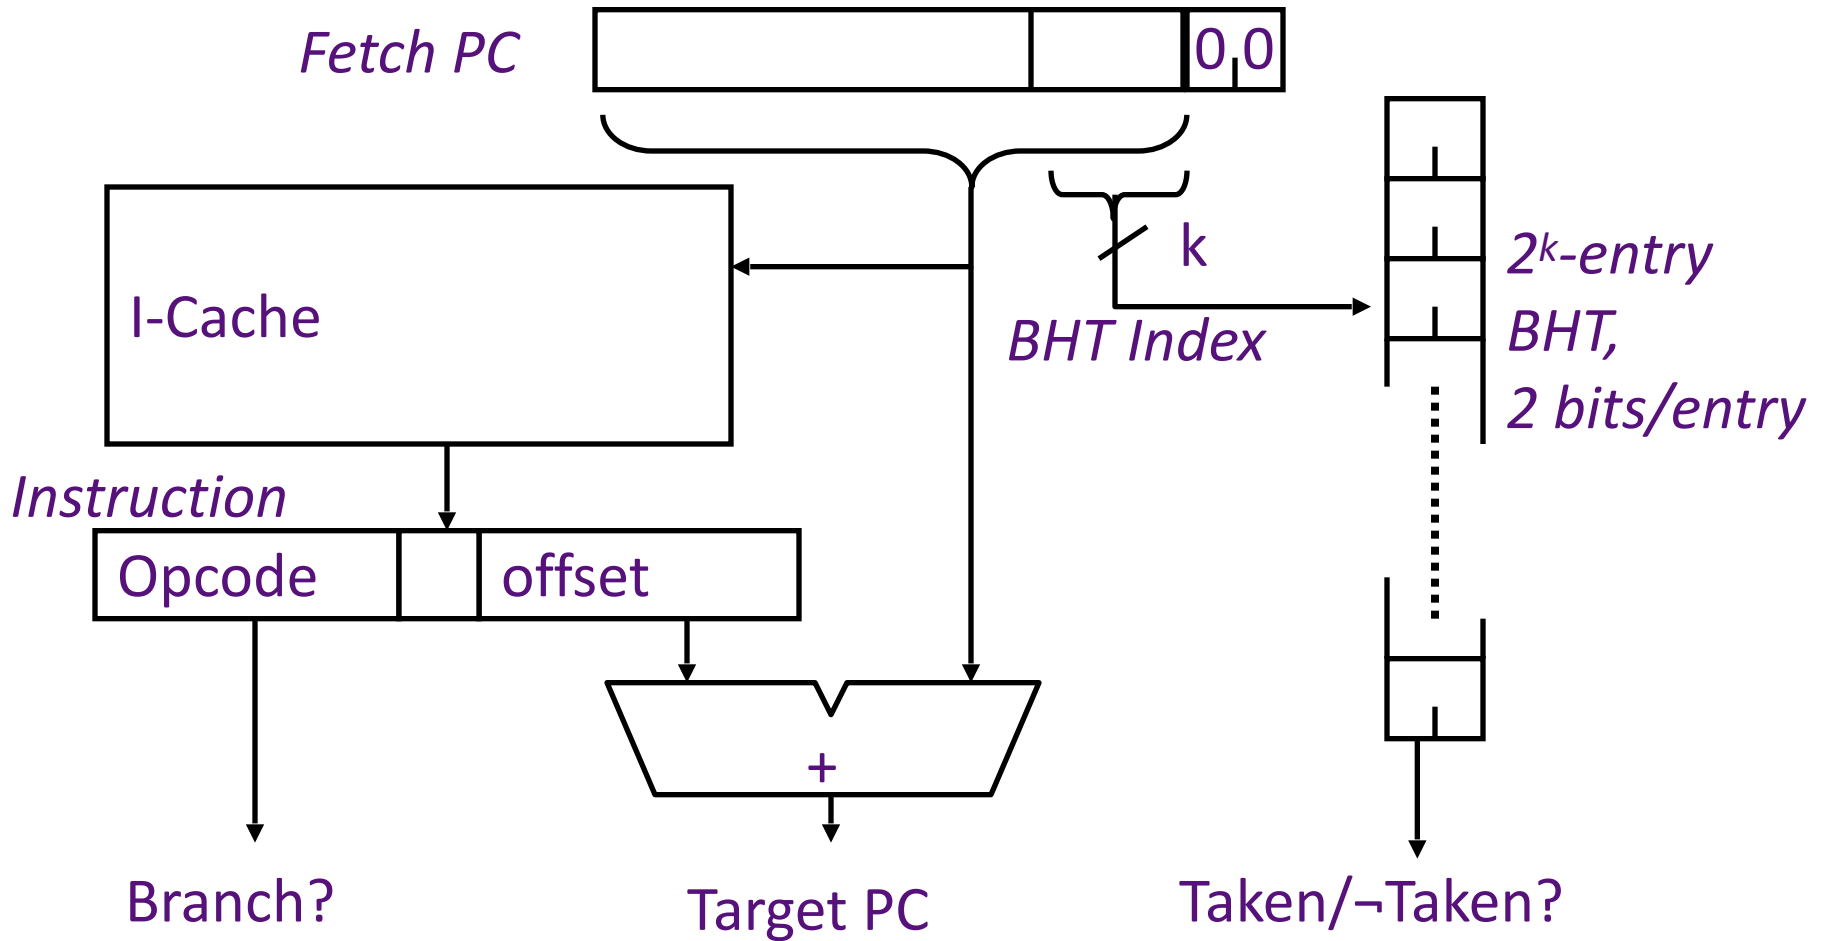 Fetch PC
0 0
k
2ᵏ-entry
BHT,
2 bits/entry
I-Cache
BHT Index
Instruction
Opcode
offset
+
Branch?
Target PC
Taken/¬Taken?